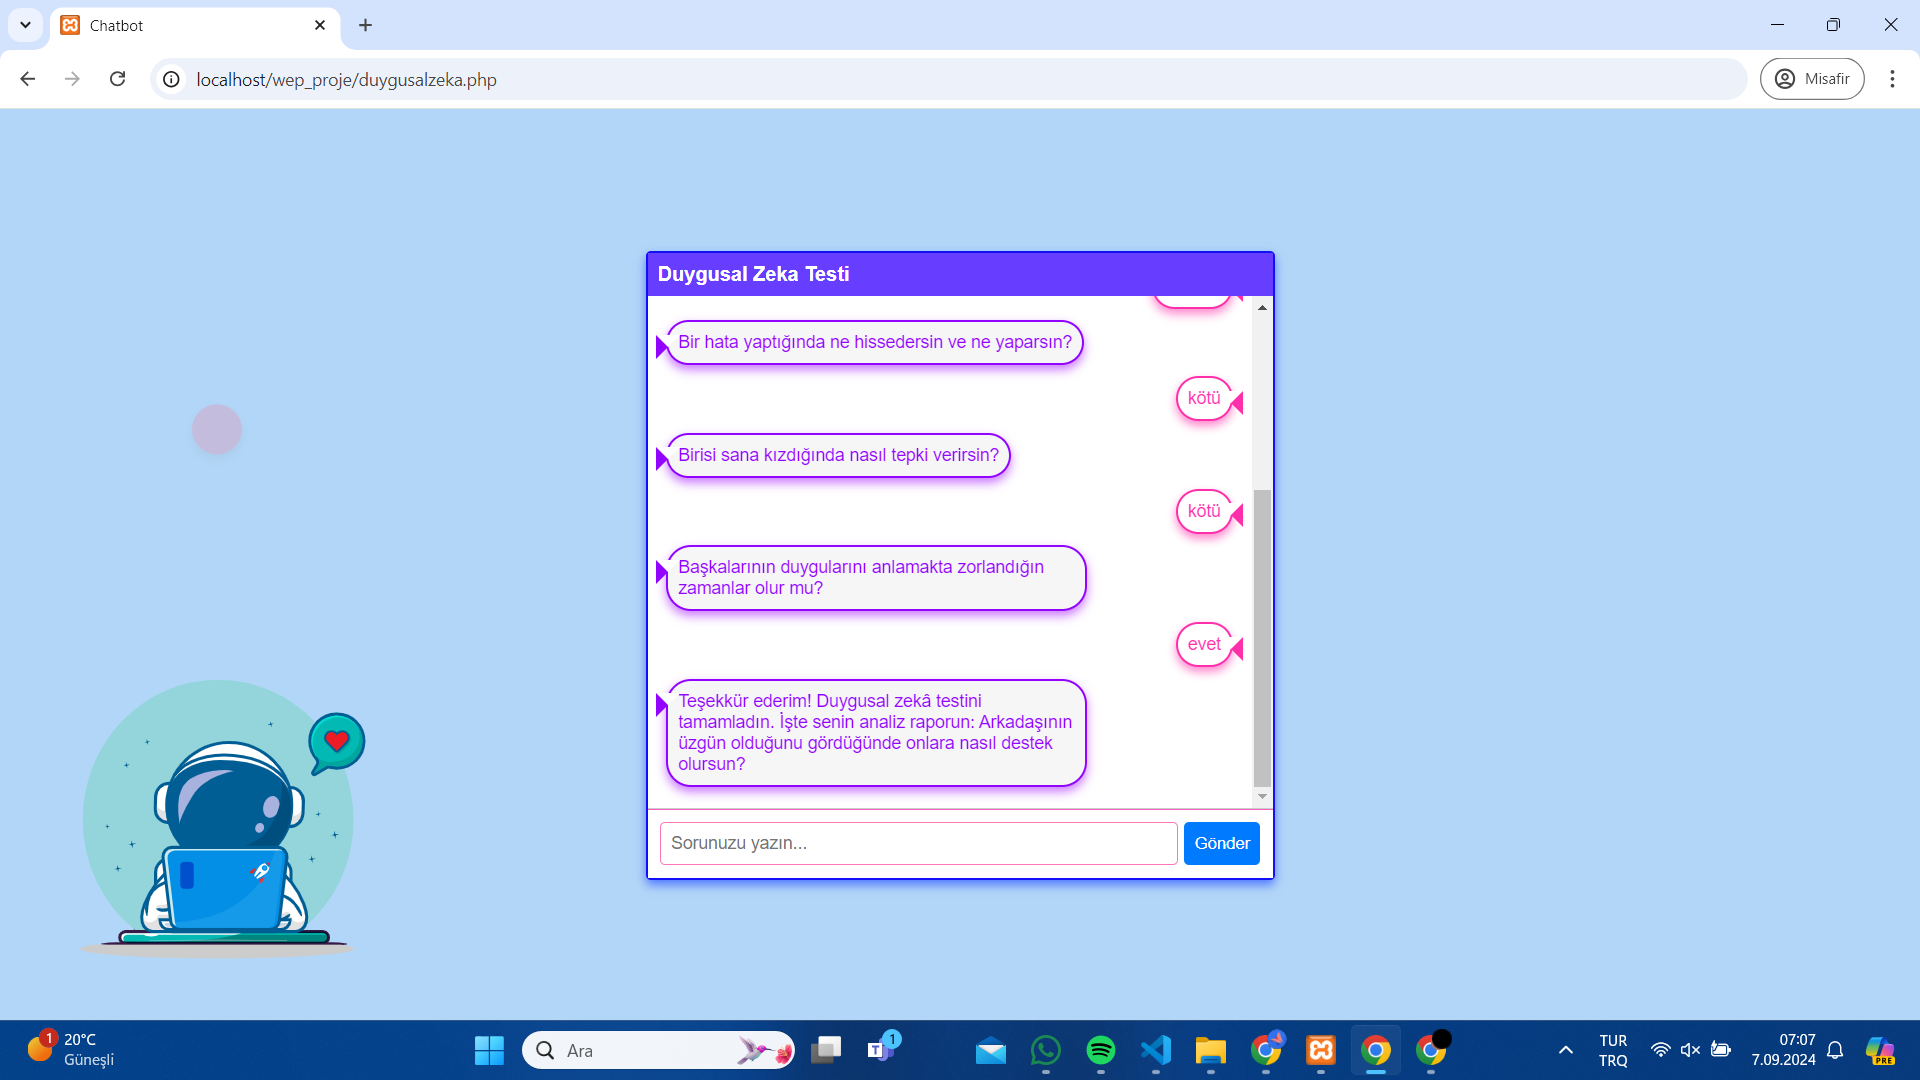 Chatbot
localhost/wep_proje/duygusalzeka.php
Misafir
Duygusal Zeka Testi
Bir hata yaptığında ne hissedersin ve ne yaparsın?
kötü
Birisi sana kızdığında nasıl tepki verirsin?
kötü
Başkalarının duygularını anlamakta zorlandığın
zamanlar olur mu?
evet
Teşekkür ederim! Duygusal zekâ testini
tamamladın. İşte senin analiz raporun: Arkadaşının
üzgün olduğunu gördüğünde onlara nasıl destek
olursun?
Sorunuzu yazın...
Gönder
1
20°C
Güneşli
Ara
T
1
TUR
TRQ
07:07
7.09.2024
PRE